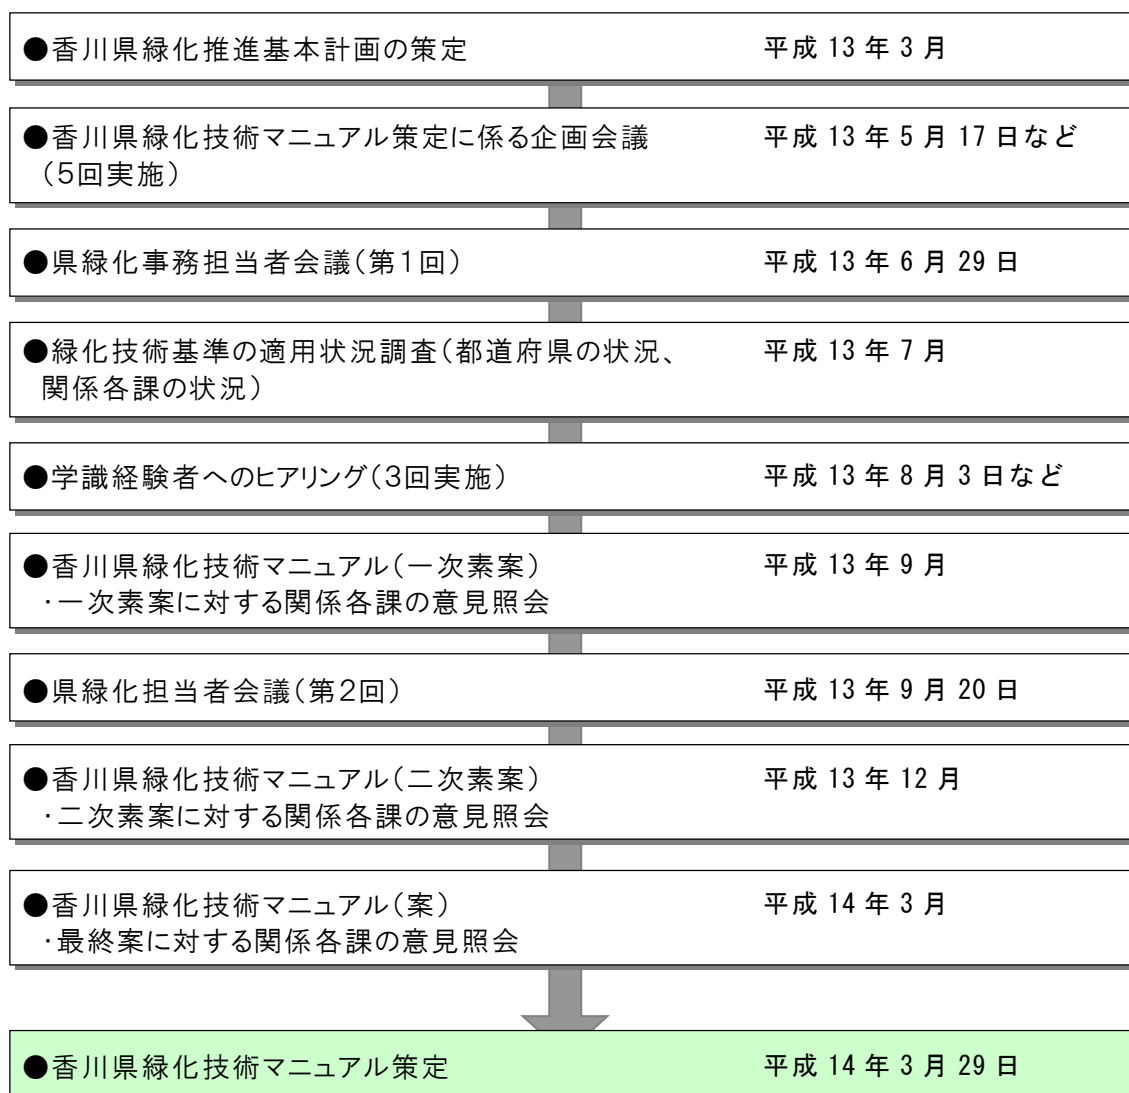 ●香川県緑化推進基本計画の策定 平成 13 年 3 月
●香川県緑化技術マニュアル策定に係る企画会議 平成 13 年 5 月 17 日など
(5回実施)
●県緑化事務担当者会議(第1回) 平成 13 年 6 月 29 日
●緑化技術基準の適用状況調査(都道府県の状況、 平成 13 年 7 月
関係各課の状況)
●学識経験者へのヒアリング(3回実施) 平成 13 年 8 月 3 日など
●香川県緑化技術マニュアル(一次素案) 平成 13 年 9 月
・一次素案に対する関係各課の意見照会
●県緑化担当者会議(第2回) 平成 13 年 9 月 20 日
●香川県緑化技術マニュアル(二次素案) 平成 13 年 12 月
・二次素案に対する関係各課の意見照会
●香川県緑化技術マニュアル(案) 平成 14 年 3 月
・最終案に対する関係各課の意見照会
●香川県緑化技術マニュアル策定 平成 14 年 3 月 29 日